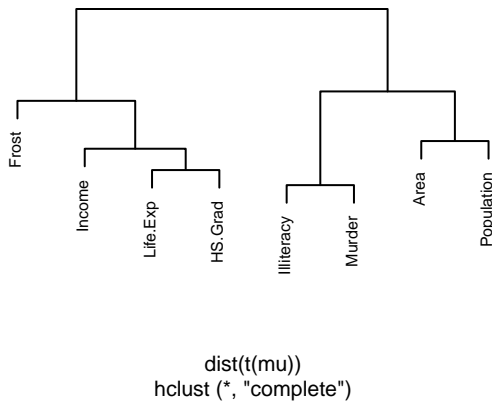 Frost
Income
Life.Exp
HS.Grad
Illiteracy
Murder
Area
Population
dist(t(mu))
hclust (*, "complete")